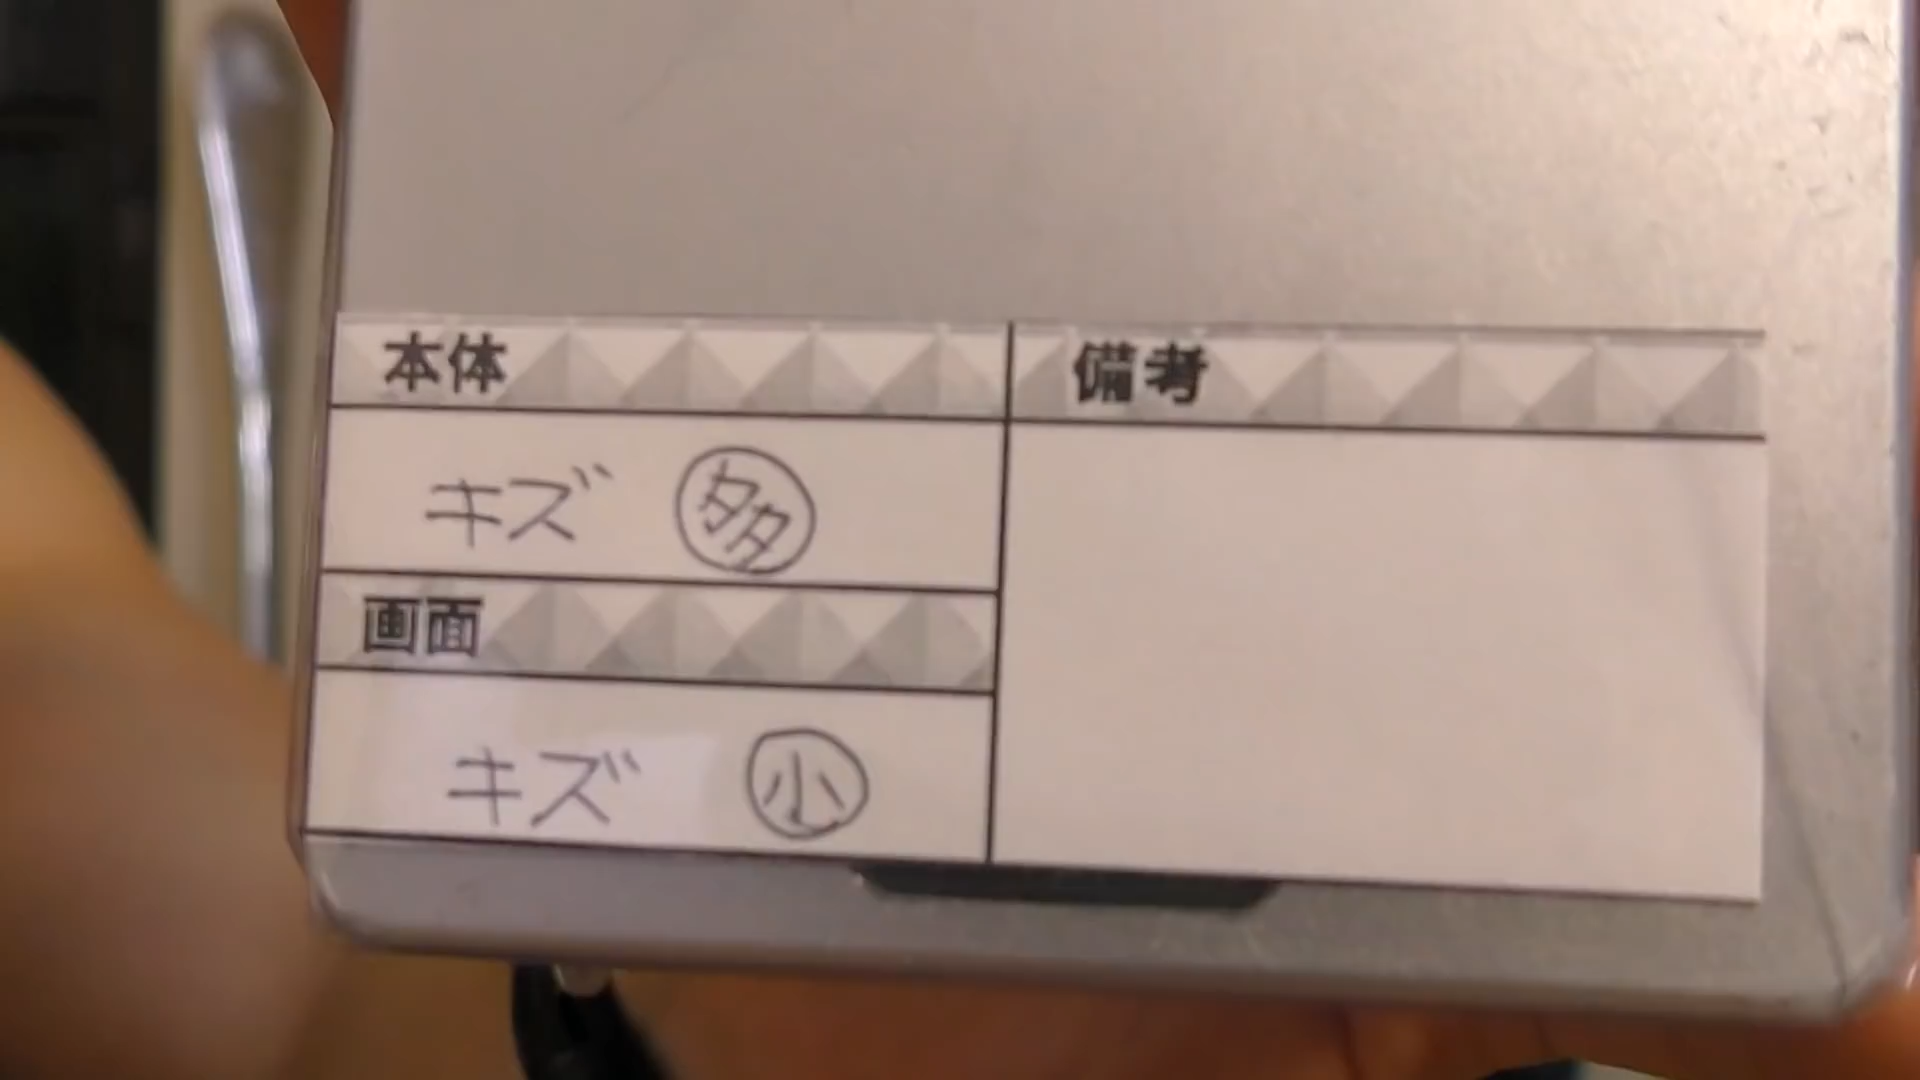 本体
キズ 多
画面
キズ 小
備考